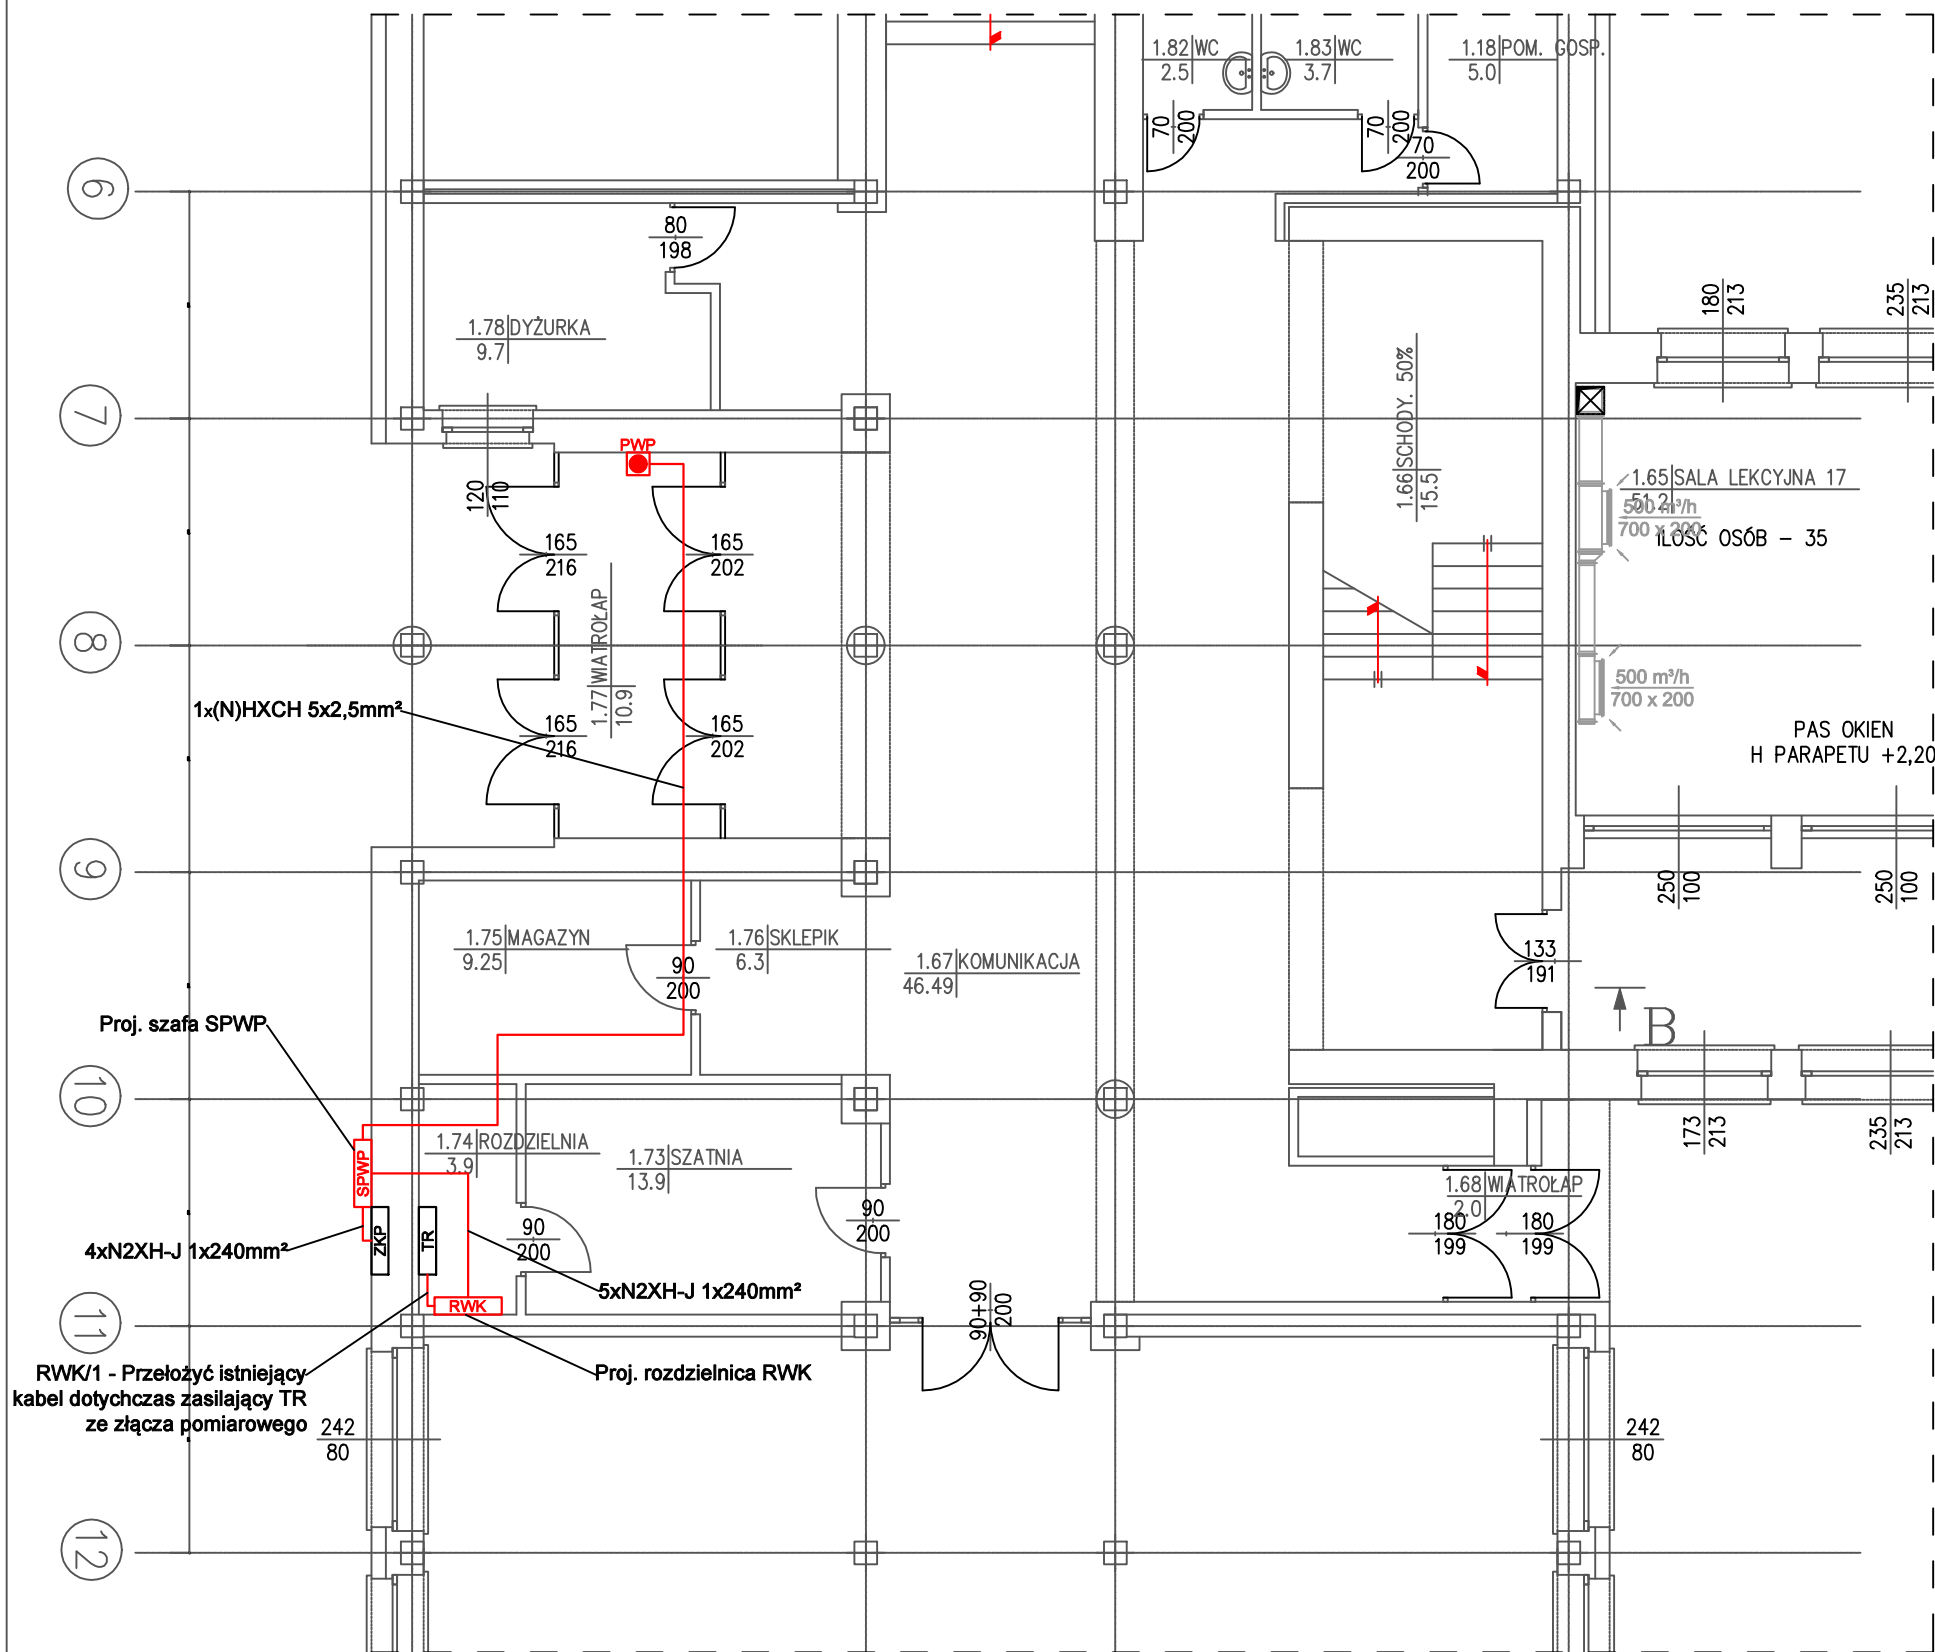 1.82 WC
2.5
1.83 WC
3.7
1.18 POM. GOSP.
5.0
70
200
70
200
70
200
6
80
198
1.78 DYŻURKA
9.7
180
213
235
213
7
PWP
120
110
1.66 SCHODY. 50%
15.5
1.65 SALA LEKCYJNA 17
51.2
500 m³/h
700 x 200
ILOŚĆ OSÓB - 35
165
216
165
202
8
1.77 WIATROŁAP
10.9
500 m³/h
700 x 200
1x(N)HXCH 5x2,5mm²
165
216
165
202
PAS OKIEN
H PARAPETU +2,20
9
250
100
250
100
1.75 MAGAZYN
9.25
1.76 SKLEPIK
6.3
90
200
1.67 KOMUNIKACJA
46.49
133
191
B
Proj. szafa SPWP
10
173
213
235
213
1.74 ROZDZIELNIA
3.9
1.73 SZATNIA
13.9
SPWP
1.68 WIATROŁAP
2.0
90
200
90
200
180
199
180
199
ZKP
TR
4xN2XH-J 1x240mm²
5xN2XH-J 1x240mm²
RWK
90+90
200
11
RWK/1 - Przełożyć istniejący
kabel dotychczas zasilający TR
ze złącza pomiarowego
Proj. rozdzielnica RWK
242
80
242
80
12